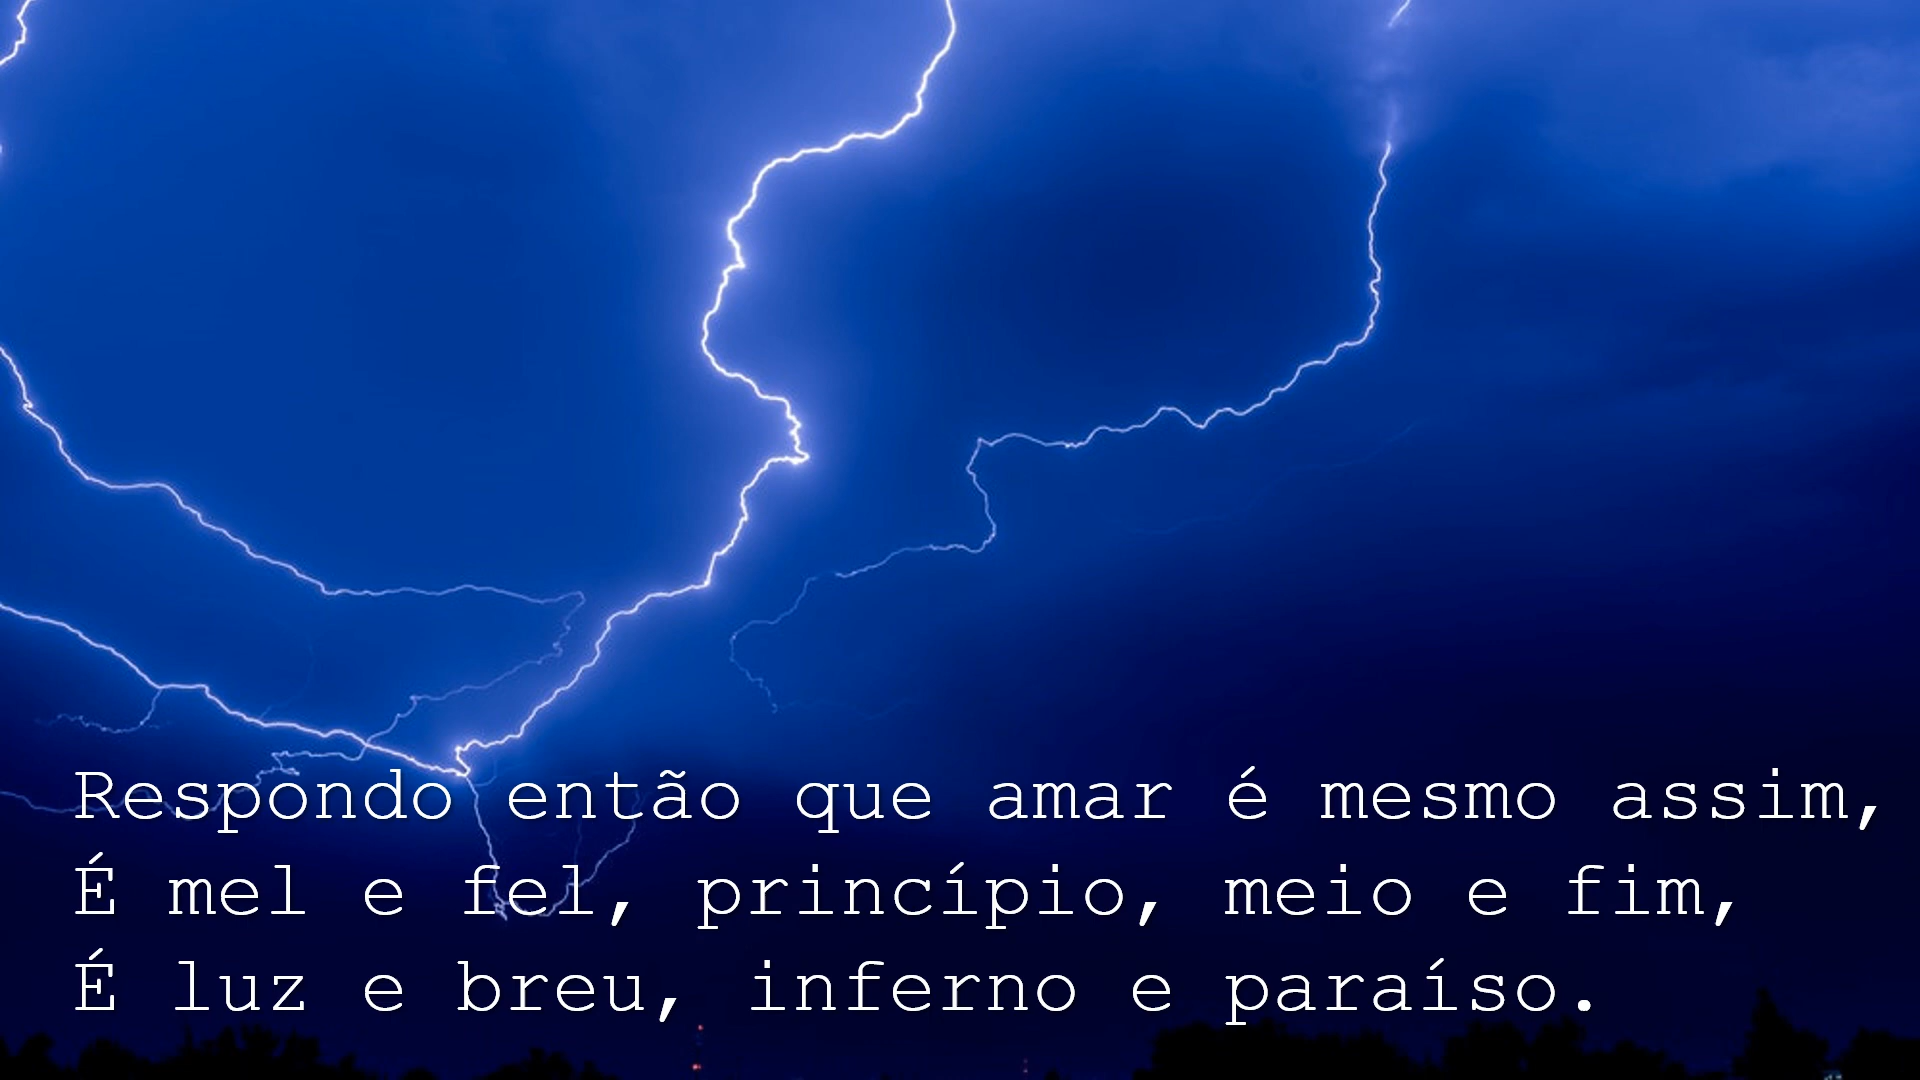 Respondo então que amar é mesmo assim,
É mel e fel, princípio, meio e fim,
É luz e breu, inferno e paraíso.